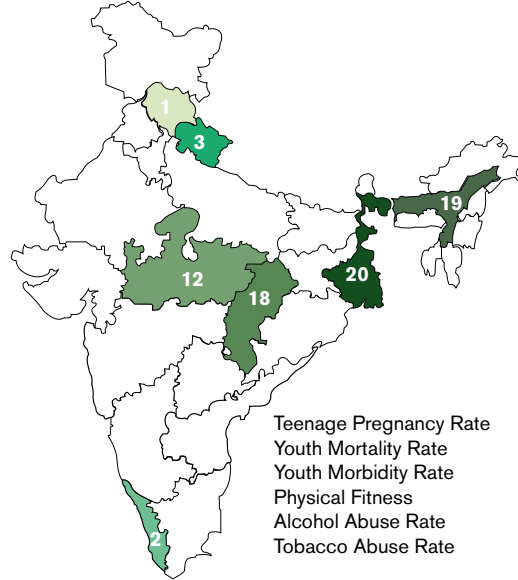 1
3
19
20
12
18
2
Teenage Pregnancy Rate
Youth Mortality Rate
Youth Morbidity Rate
Physical Fitness
Alcohol Abuse Rate
Tobacco Abuse Rate